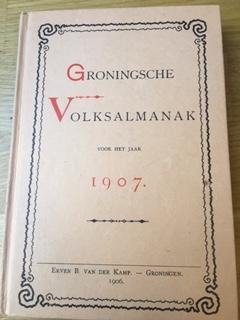 GRONINGSCHE
VOLKSALMANAK
VOOR HET JAAR
1907.
ERVEN B. VAN DER KAMP. — GRONINGEN.
1906.